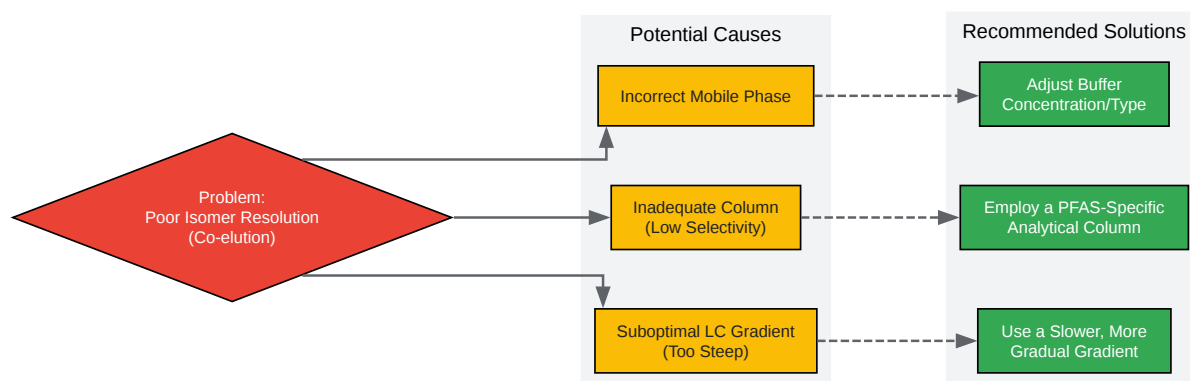 Potential Causes
Recommended Solutions
Problem:
Poor Isomer Resolution
(Co-elution)
Incorrect Mobile Phase
Adjust Buffer
Concentration/Type
Inadequate Column
(Low Selectivity)
Employ a PFAS-Specific
Analytical Column
Suboptimal LC Gradient
(Too Steep)
Use a Slower, More
Gradual Gradient